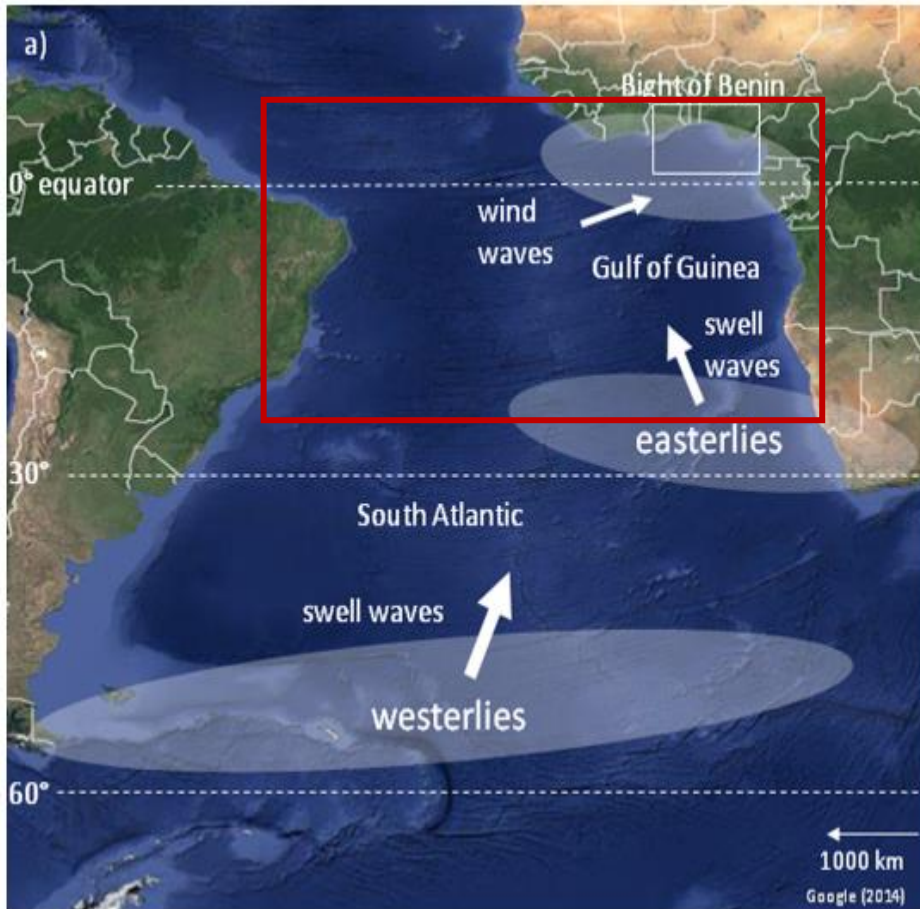 a)
Bight of Benin
0° equator
wind
waves
Gulf of Guinea
swell
waves
easterlies
30°
South Atlantic
swell waves
westerlies
60°
1000 km
Google (2014)